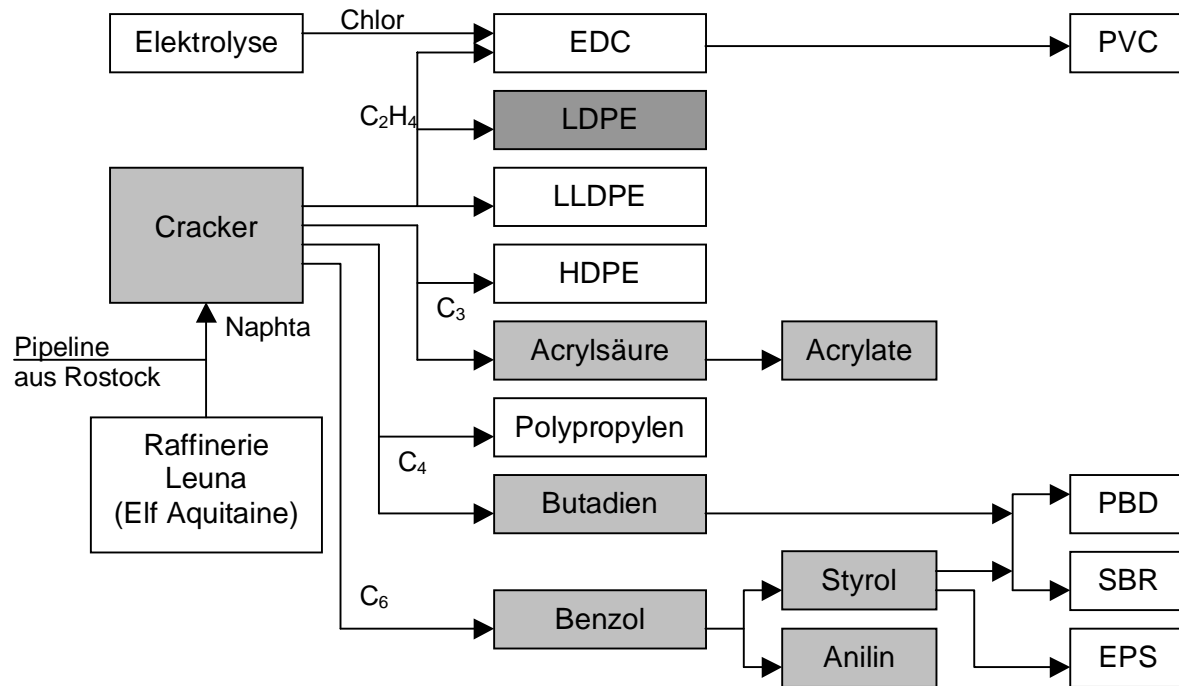 Chlor
Elektrolyse
EDC
PVC
C₂H₄
LDPE
LLDPE
Cracker
HDPE
C₃
Naphta
Pipeline
aus Rostock
Acrylsäure
Acrylate
Raffinerie
Leuna
(Elf Aquitaine)
Polypropylen
C₄
Butadien
PBD
Styrol
SBR
C₆
Benzol
Anilin
EPS